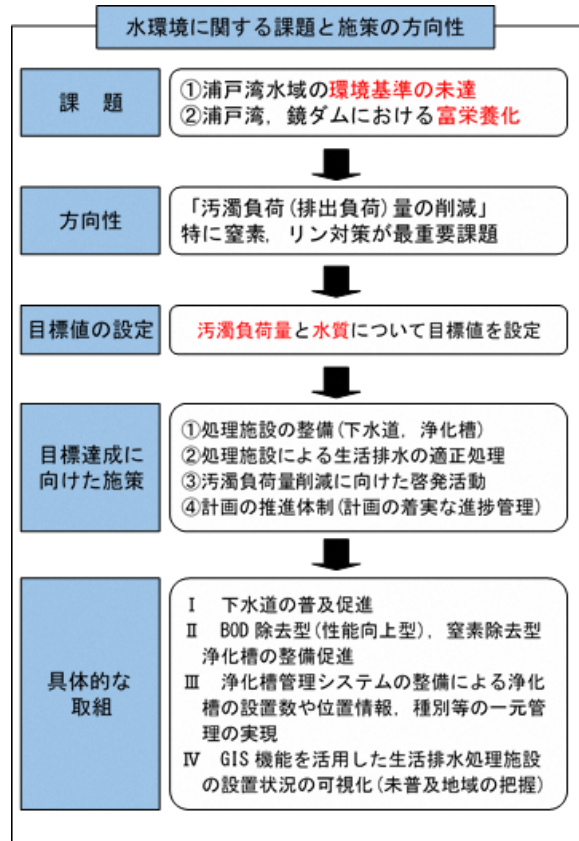 水環境に関する課題と施策の方向性
課 題
①浦戸湾水域の環境基準の未達
②浦戸湾，鏡ダムにおける富栄養化
方向性
「汚濁負荷(排出負荷)量の削減」
特に窒素，リン対策が最重要課題
目標値の設定
汚濁負荷量と水質について目標値を設定
目標達成に
向けた施策
①処理施設の整備(下水道，浄化槽)
②処理施設による生活排水の適正処理
③汚濁負荷量削減に向けた啓発活動
④計画の推進体制(計画の着実な進捗管理)
具体的な
取組
Ⅰ 下水道の普及促進
Ⅱ BOD除去型(性能向上型)，窒素除去型
浄化槽の整備促進
Ⅲ 浄化槽管理システムの整備による浄化
槽の設置数や位置情報，種別等の一元管
理の実現
Ⅳ GIS機能を活用した生活排水処理施設
の設置状況の可視化(未普及地域の把握)